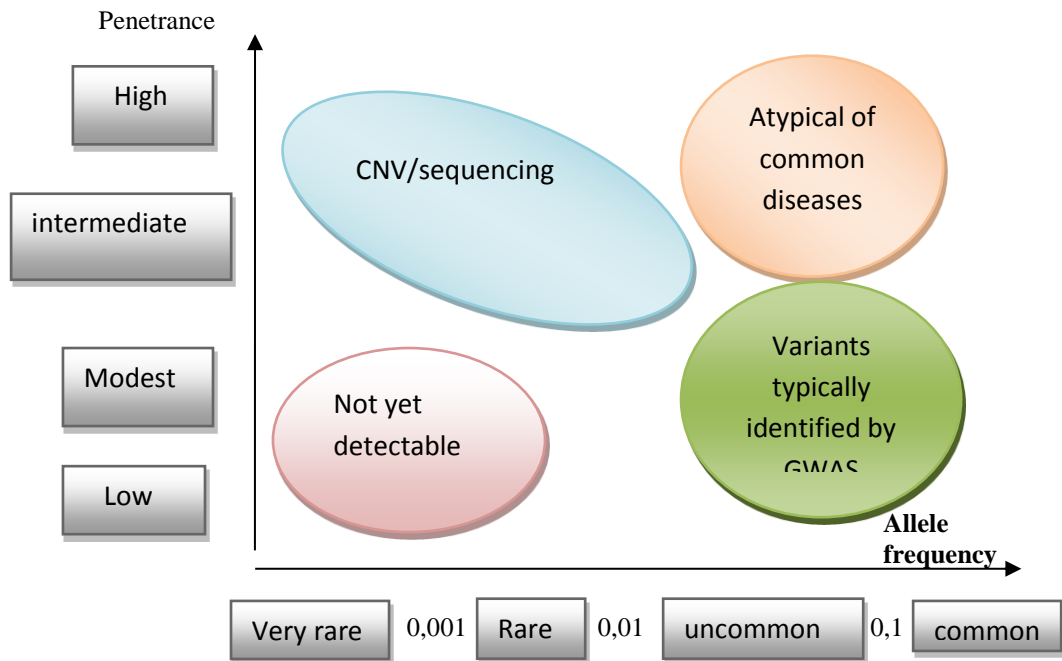 Penetrance
High
intermediate
Modest
Low
CNV/sequencing
Atypical of
common
diseases
Not yet
detectable
Variants
typically
identified by
GWAS
Allele
frequency
Very rare 0,001 Rare 0,01 uncommon 0,1 common